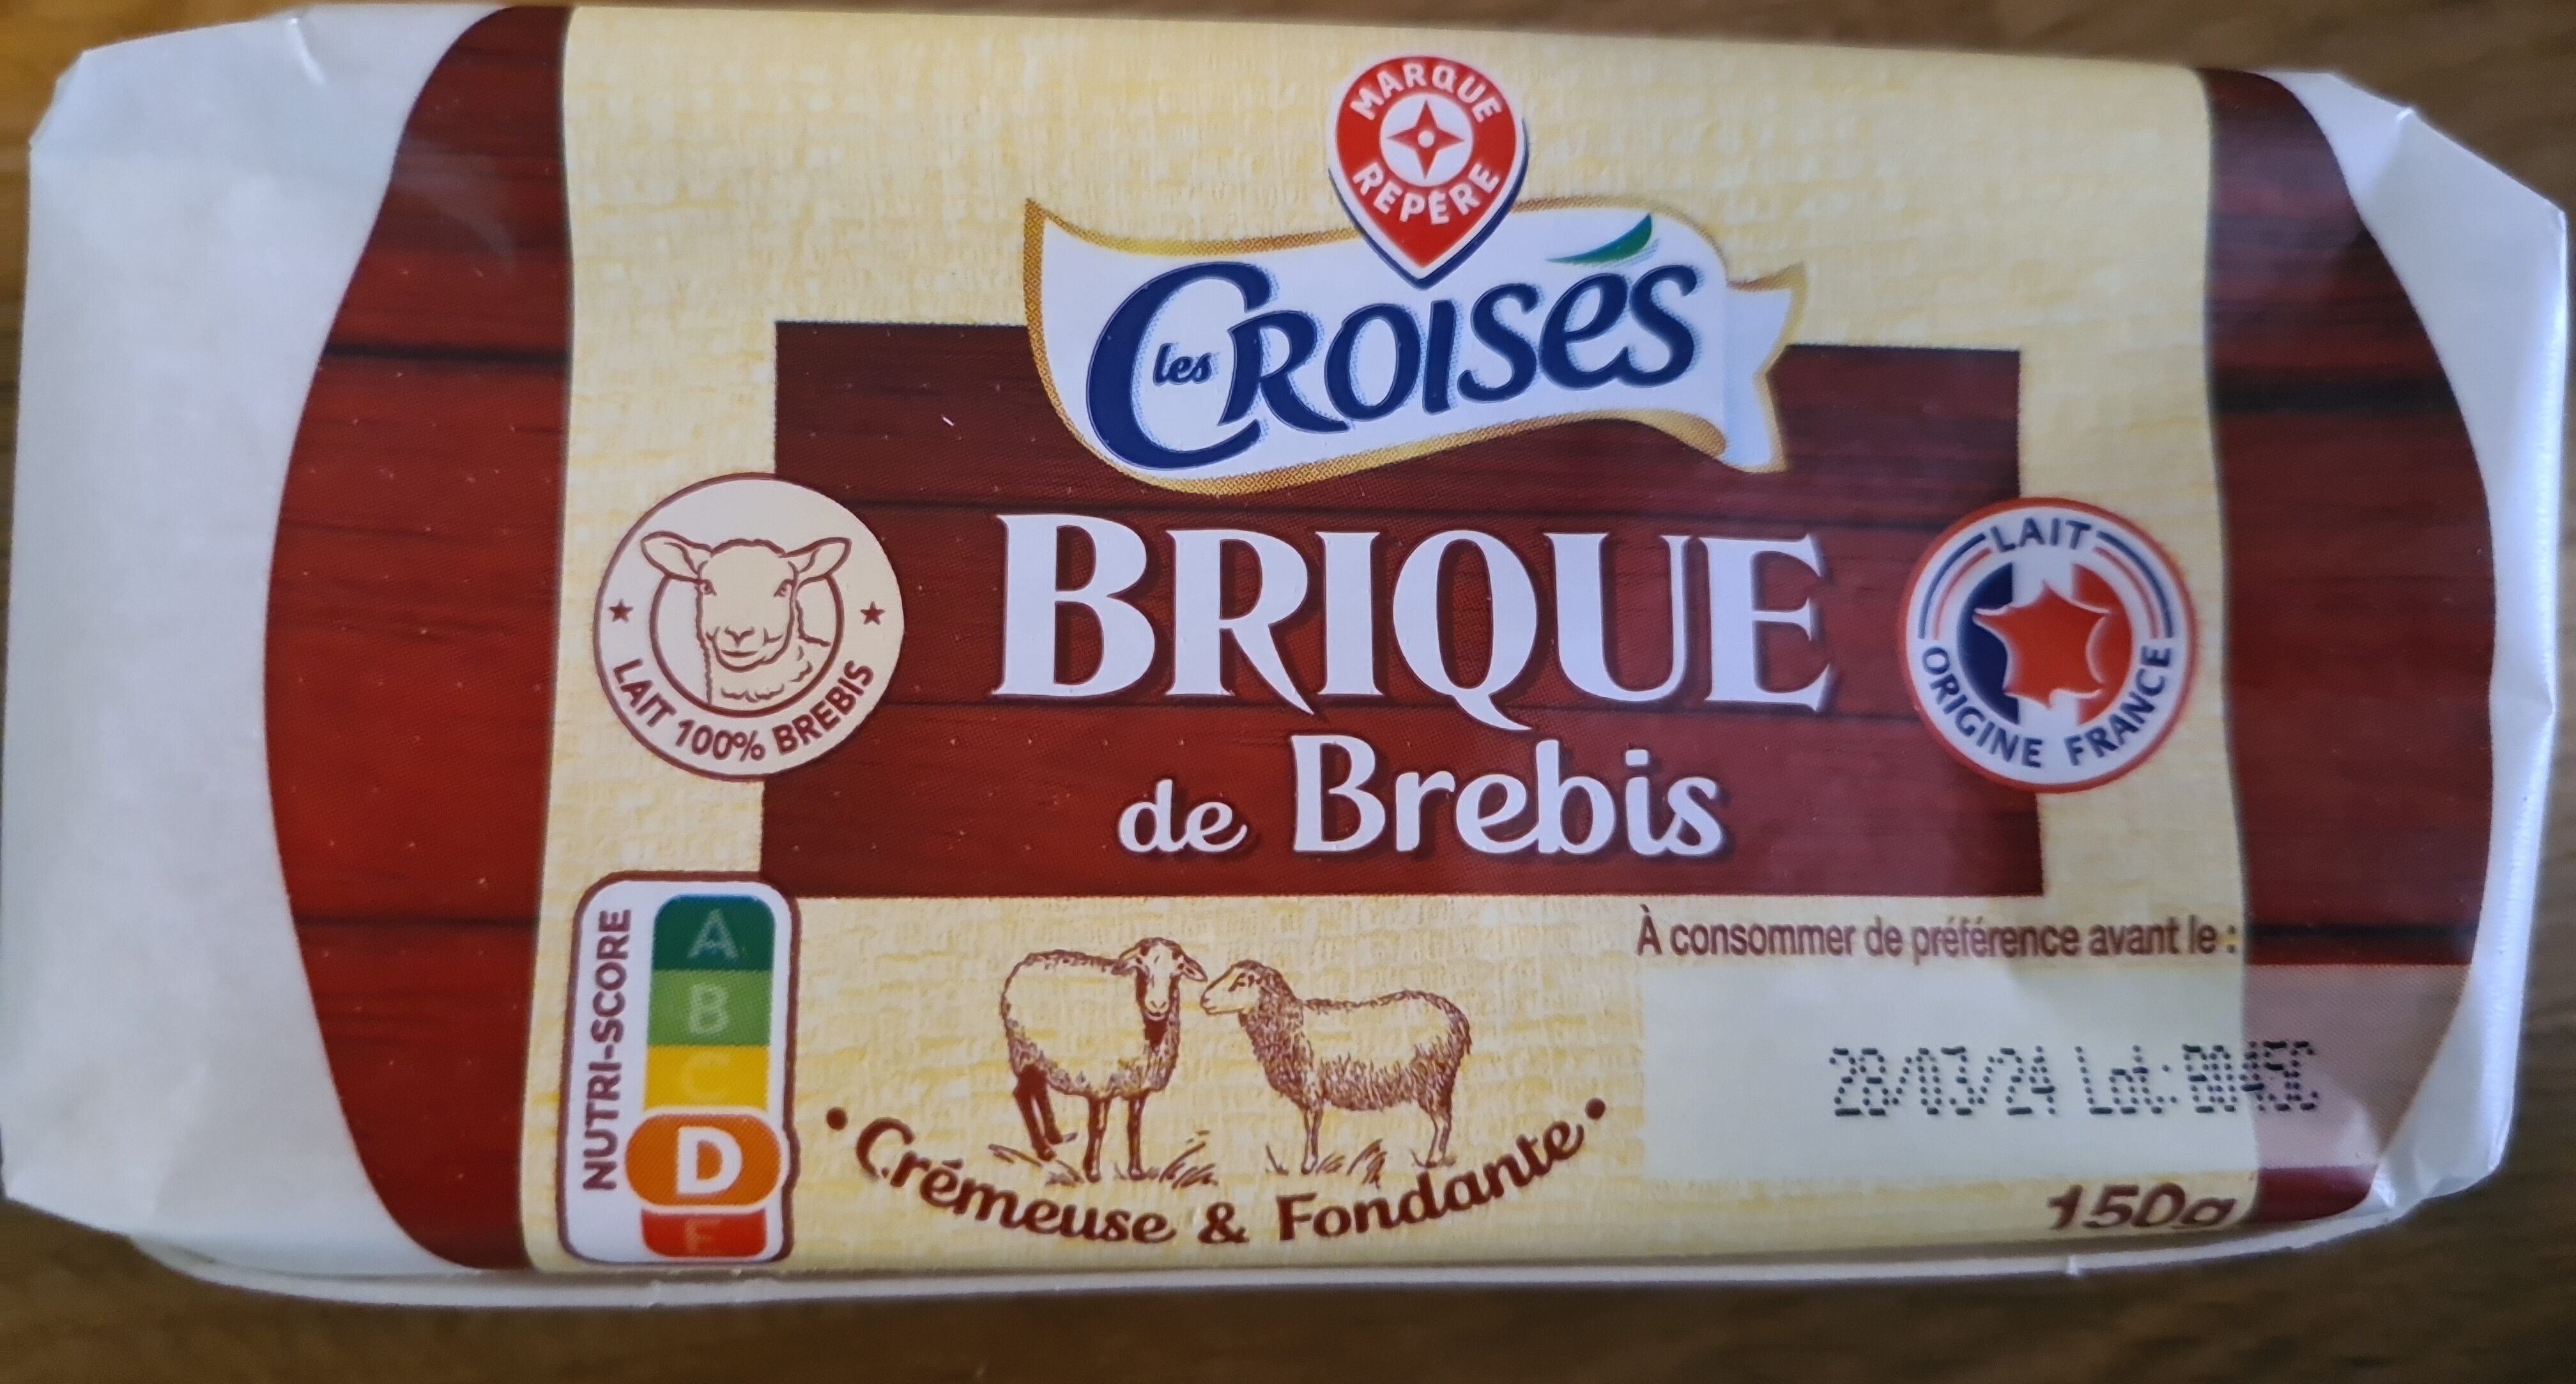 MARQUE
REPÈRE
les CROISÉS
BRIQUE
de Brebis
LAIT 100% BREBIS
LAIT
ORIGINE FRANCE
NUTRI-SCORE
A
B
C
D
E
• Crémeuse & Fondante •
À consommer de préférence avant le :
28/03/24 Lot:
150g